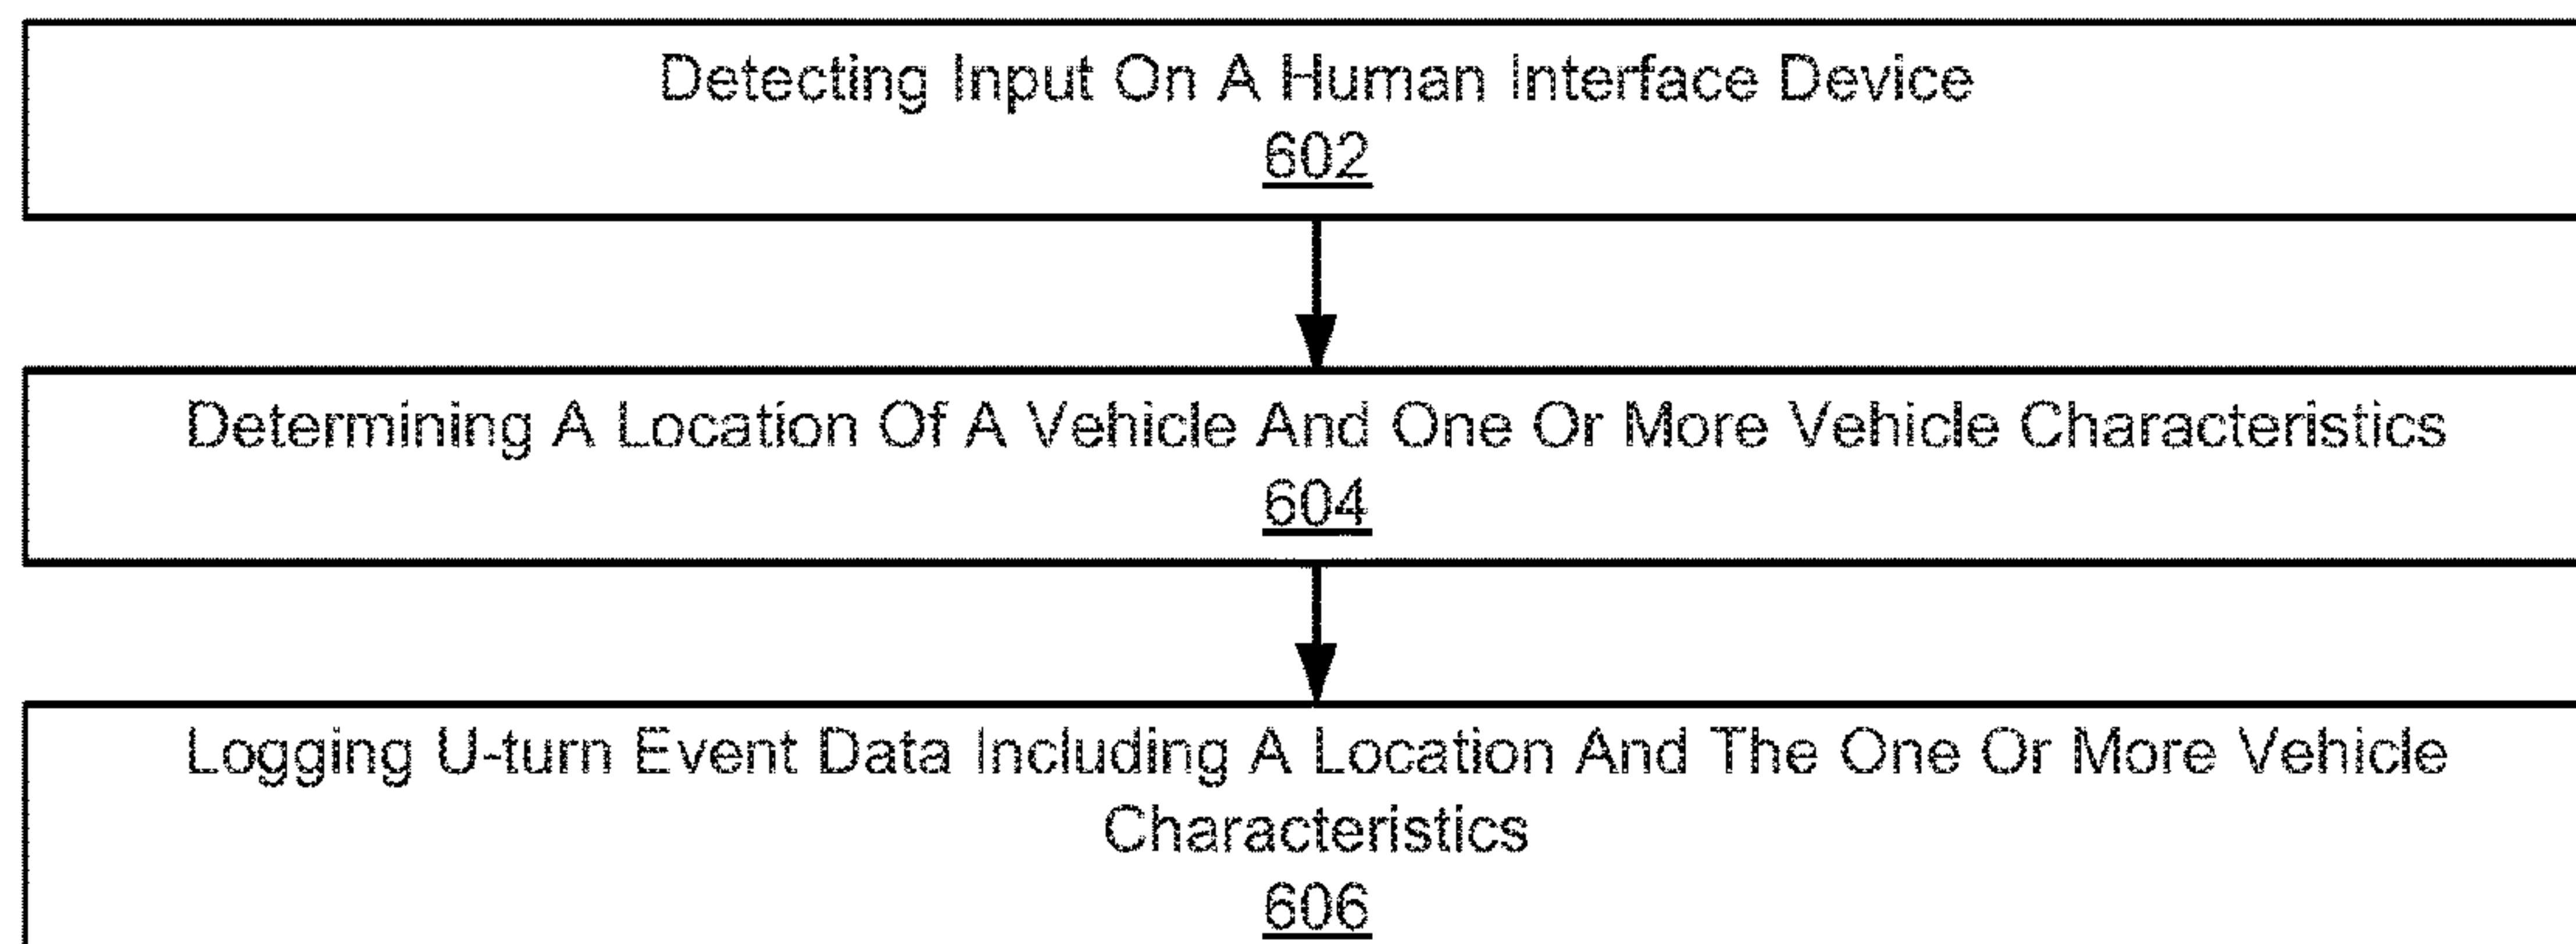 Detecting Input On A Human Interface Device
602
Determining A Location Of A Vehicle And One Or More Vehicle Characteristics
604
Logging U-turn Event Data Including A Location And The One Or More Vehicle
Characteristics
606